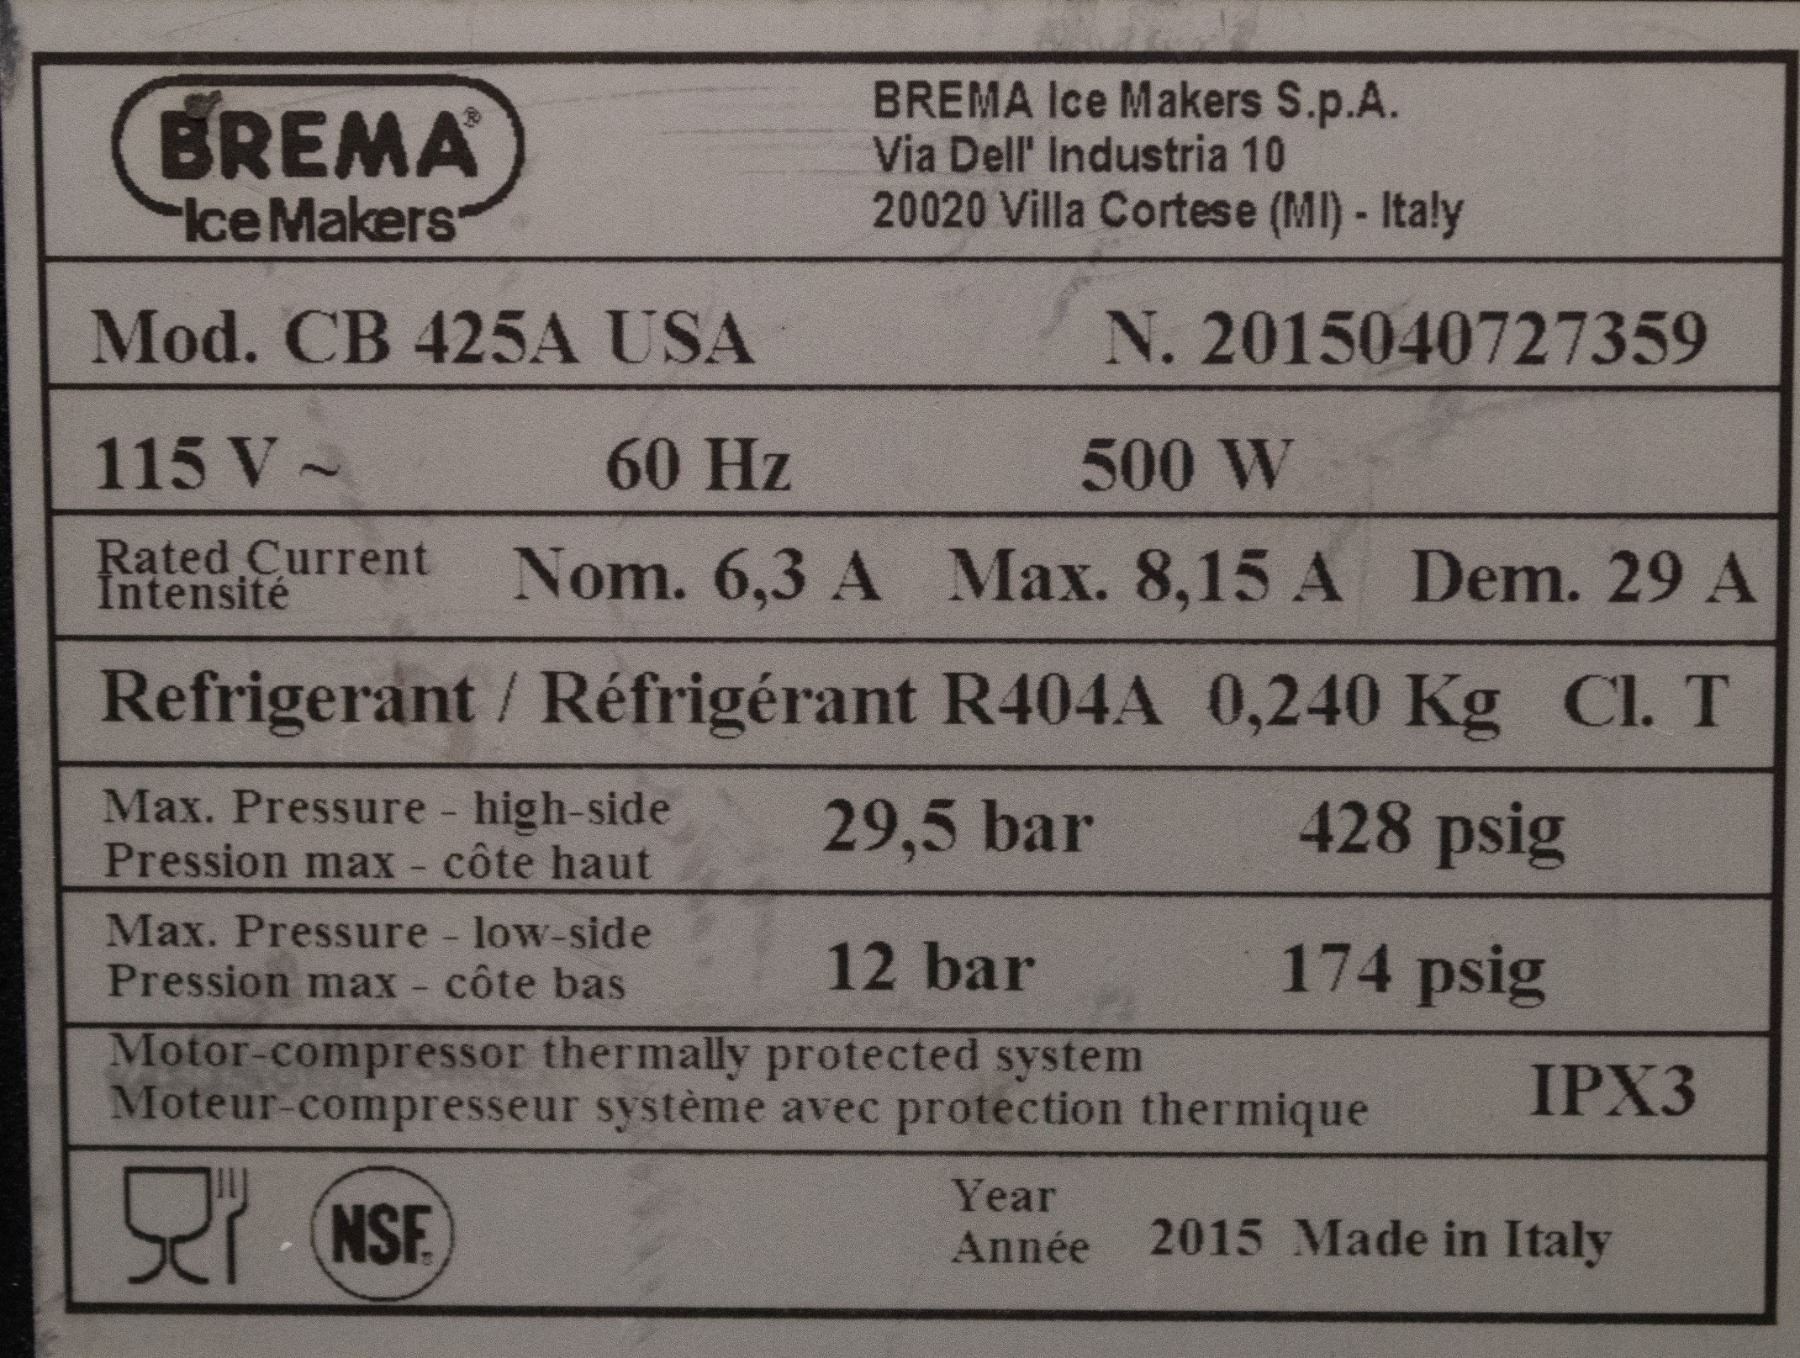 BREMA®
Ice Makers
BREMA Ice Makers S.p.A.
Via Dell' Industria 10
20020 Villa Cortese (MI) - Italy
Mod. CB 425A USA N. 2015040727359
115 V ~ 60 Hz 500 W
Rated Current
Intensité
Nom. 6,3 A Max. 8,15 A Dem. 29 A
Refrigerant / Réfrigérant R404A 0,240 Kg Cl. T
Max. Pressure - high-side
Pression max - côte haut
29,5 bar 428 psig
Max. Pressure - low-side
Pression max - côte bas
12 bar 174 psig
Motor-compressor thermally protected system
Moteur-compresseur système avec protection thermique
IPX3
NSF®
Year
Année
2015 Made in Italy